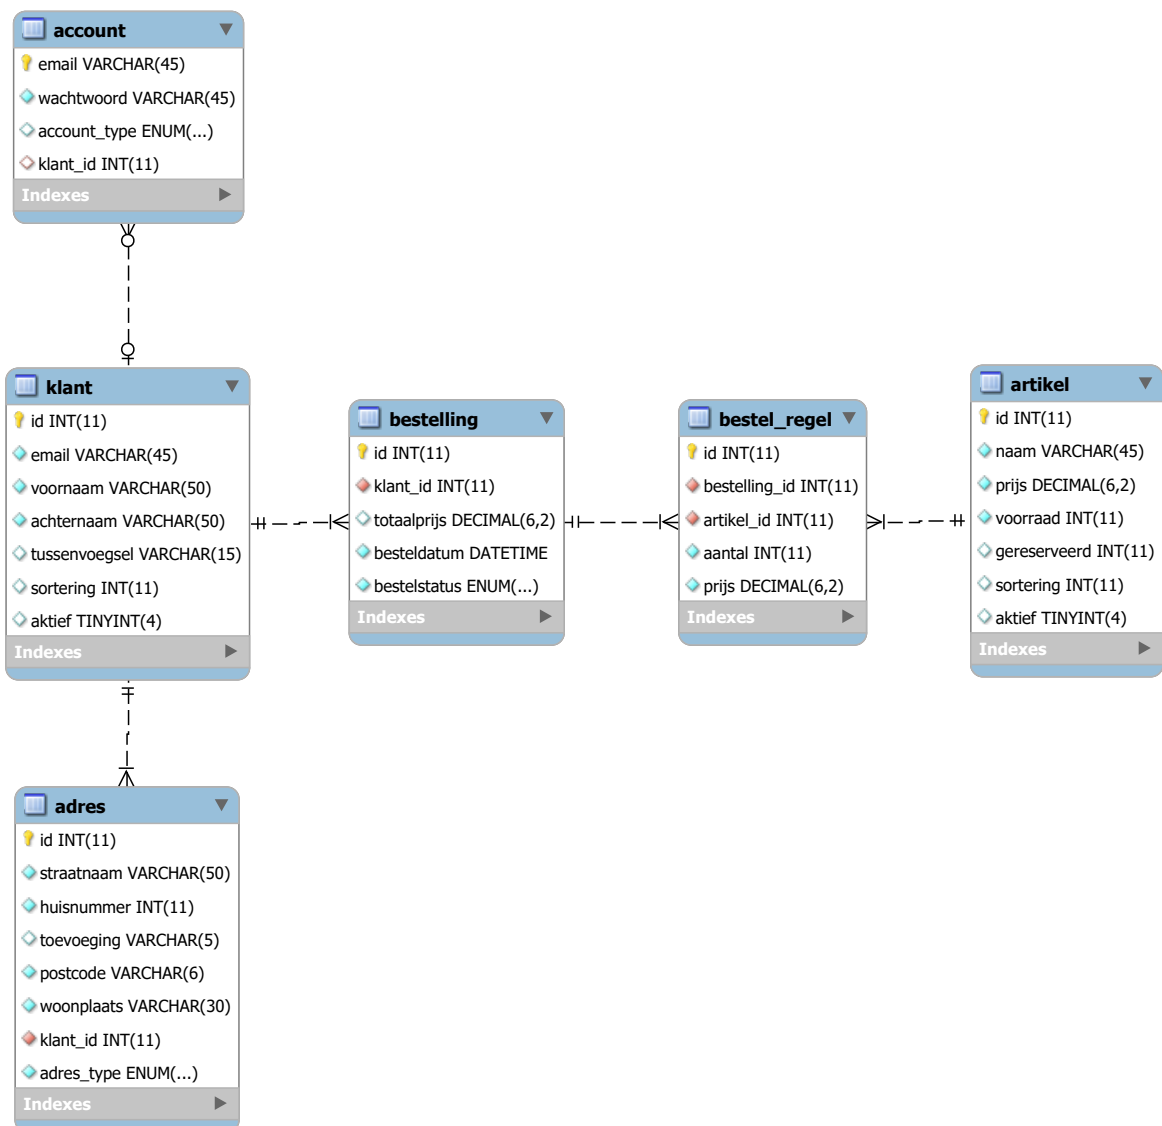 account
email VARCHAR(45)
wachtwoord VARCHAR(45)
account_type ENUM(...)
klant_id INT(11)
Indexes
klant
id INT(11)
email VARCHAR(45)
voornaam VARCHAR(50)
achternaam VARCHAR(50)
tussenvoegsel VARCHAR(15)
sortering INT(11)
aktief TINYINT(4)
Indexes
bestelling
id INT(11)
klant_id INT(11)
totaalprijs DECIMAL(6,2)
besteldatum DATETIME
bestelstatus ENUM(...)
Indexes
bestel_regel
id INT(11)
bestelling_id INT(11)
artikel_id INT(11)
aantal INT(11)
prijs DECIMAL(6,2)
Indexes
artikel
id INT(11)
naam VARCHAR(45)
prijs DECIMAL(6,2)
voorraad INT(11)
gereserveerd INT(11)
sortering INT(11)
aktief TINYINT(4)
Indexes
adres
id INT(11)
straatnaam VARCHAR(50)
huisnummer INT(11)
toevoeging VARCHAR(5)
postcode VARCHAR(6)
woonplaats VARCHAR(30)
klant_id INT(11)
adres_type ENUM(...)
Indexes